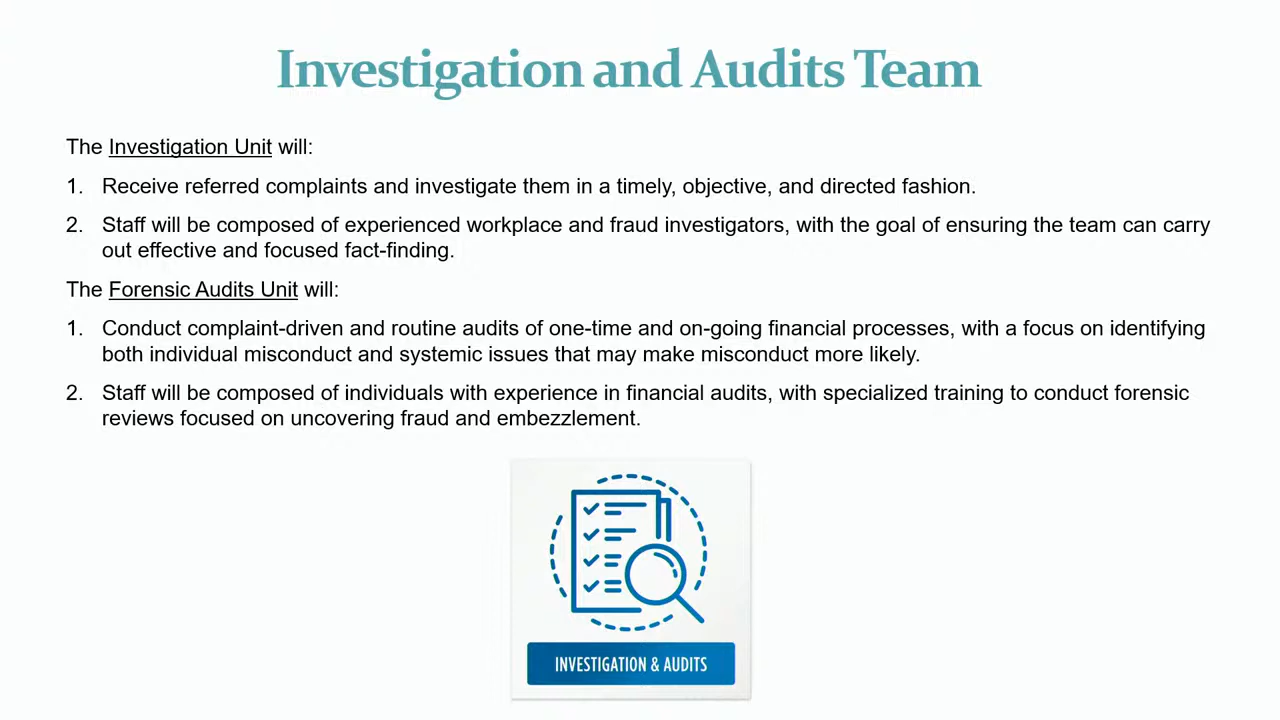 Investigation and Audits Team
The Investigation Unit will:
1. Receive referred complaints and investigate them in a timely, objective, and directed fashion.
2. Staff will be composed of experienced workplace and fraud investigators, with the goal of ensuring the team can carry
out effective and focused fact-finding.
The Forensic Audits Unit will:
1. Conduct complaint-driven and routine audits of one-time and on-going financial processes, with a focus on identifying
both individual misconduct and systemic issues that may make misconduct more likely.
2. Staff will be composed of individuals with experience in financial audits, with specialized training to conduct forensic
reviews focused on uncovering fraud and embezzlement.
INVESTIGATION & AUDITS